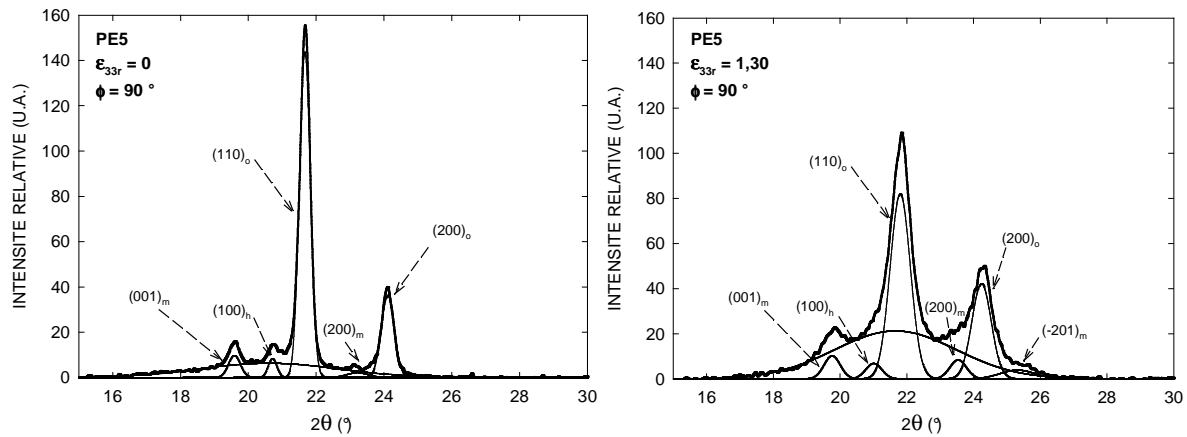 PE5
ε33r = 0
ϕ = 90 °
INTENSITE RELATIVE (U.A.)
160
140
120
100
80
60
40
20
0
(110)o
(200)o
(001)m
(100)h
(200)m
16 18 20 22 24 26 28 30
2θ (°)
PE5
ε33r = 1,30
ϕ = 90 °
INTENSITE RELATIVE (U.A.)
160
140
120
100
80
60
40
20
0
(110)o
(200)o
(001)m
(100)h
(200)m
(-201)m
16 18 20 22 24 26 28 30
2θ (°)